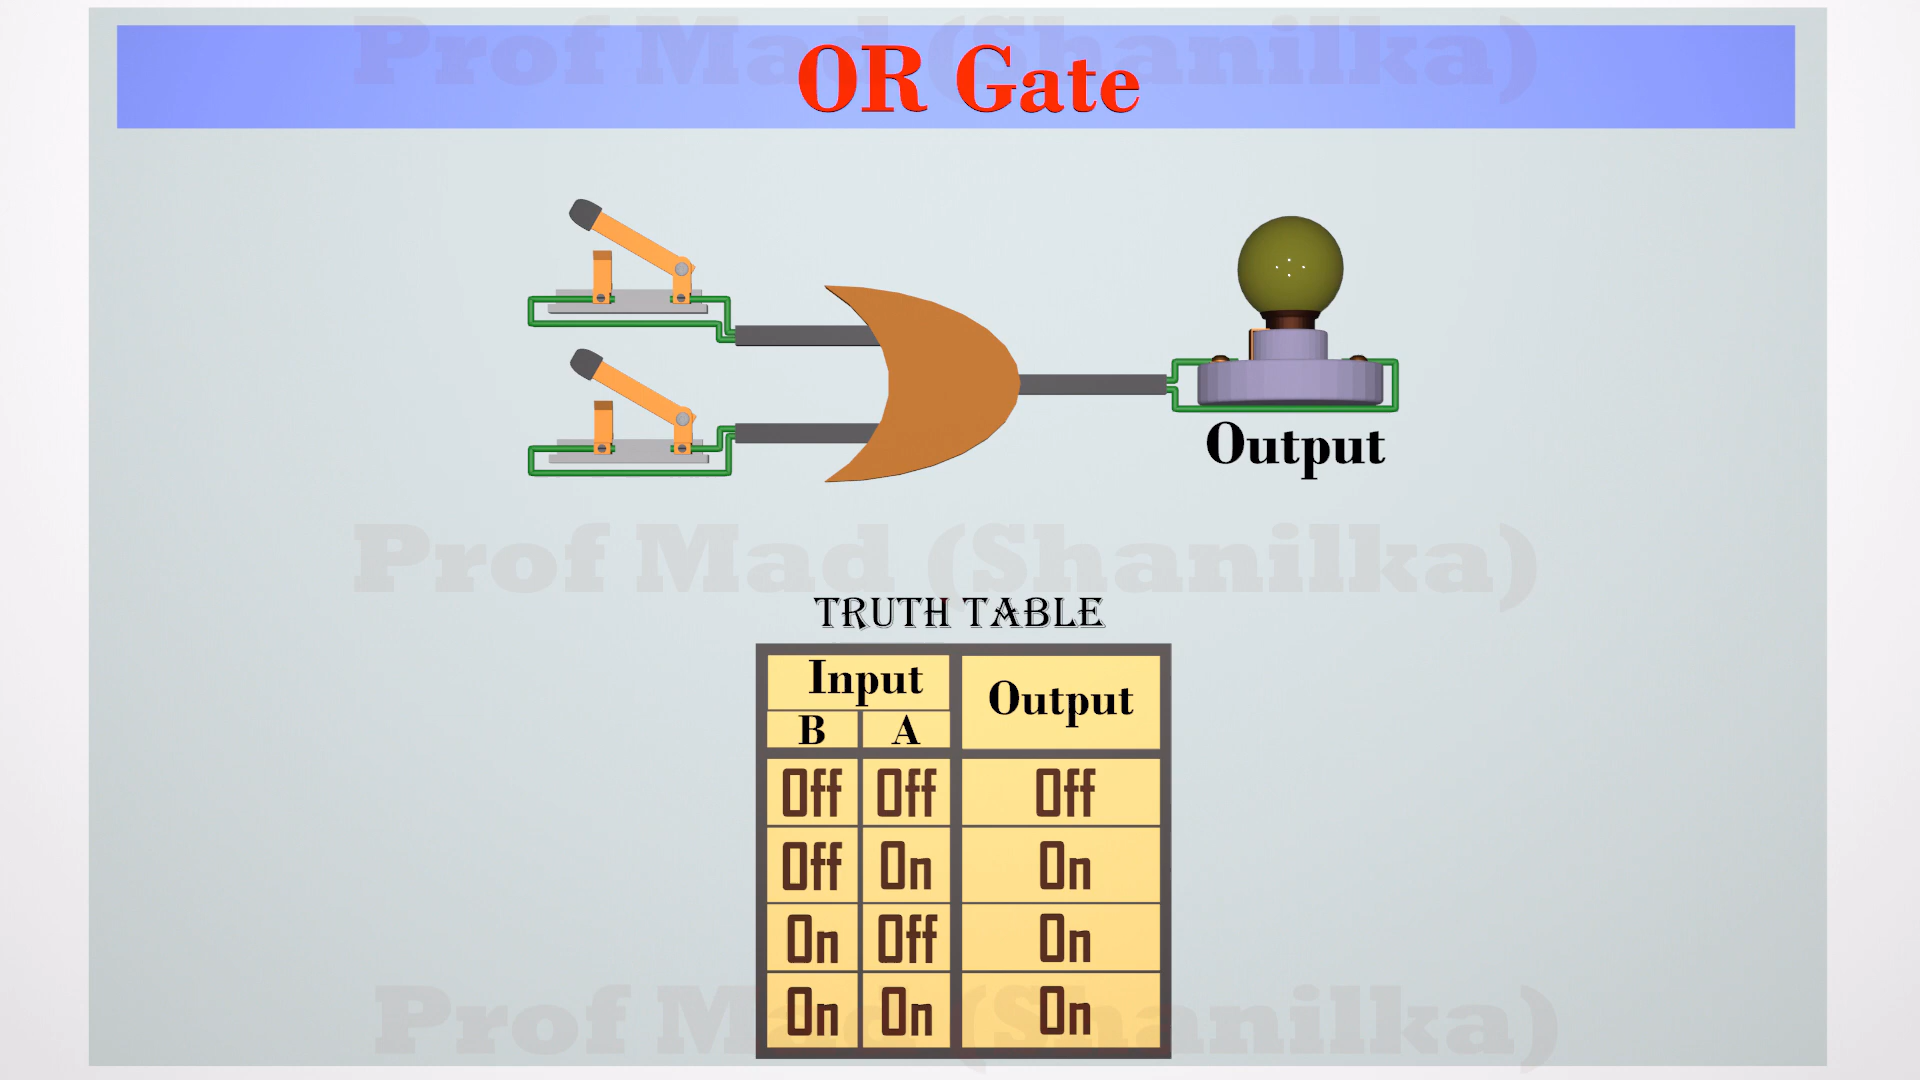 Prof Mad (Shanilka)
OR Gate
Output
Prof Mad (Shanilka)
TRUTH TABLE
Input Output
B A
Off Off Off
Off On On
On Off On
On On On
Prof Mad (Shanilka)